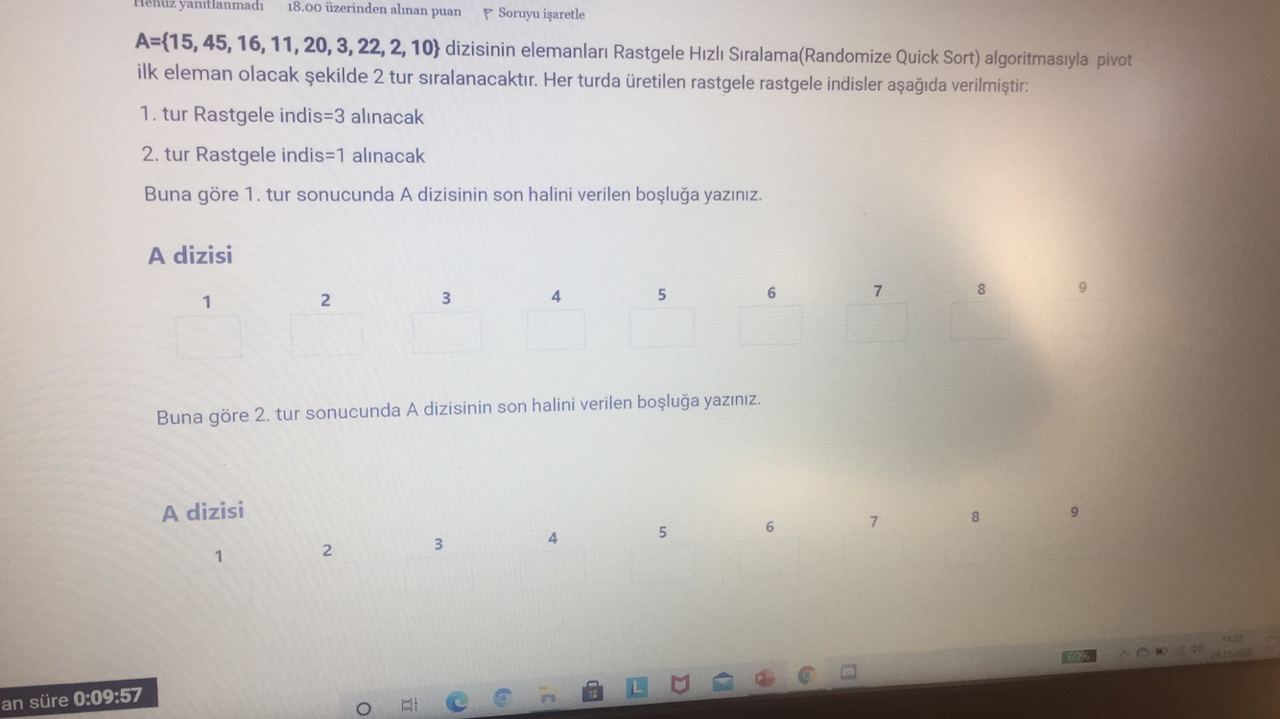 Henüz yanıtlanmadı 18.00 üzerinden alınan puan Soruyu işaretle
A={15, 45, 16, 11, 20, 3, 22, 2, 10} dizisinin elemanları Rastgele Hızlı Sıralama(Randomize Quick Sort) algoritmasıyla pivot
ilk eleman olacak şekilde 2 tur sıralanacaktır. Her turda üretilen rastgele rastgele indisler aşağıda verilmiştir:
1. tur Rastgele indis=3 alınacak
2. tur Rastgele indis=1 alınacak
Buna göre 1. tur sonucunda A dizisinin son halini verilen boşluğa yazınız.
A dizisi
1 2 3 4 5 6 7 8 9
Buna göre 2. tur sonucunda A dizisinin son halini verilen boşluğa yazınız.
A dizisi
1 2 3 4 5 6 7 8 9
60% 14:20
an süre 0:09:57